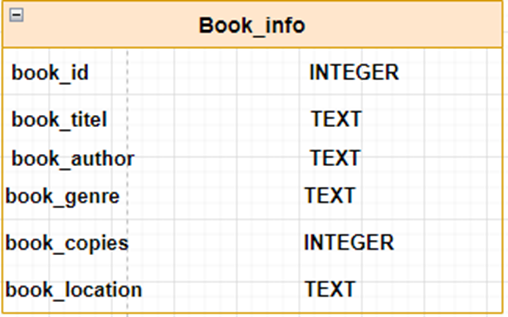 Book_info
book_id INTEGER
book_titel TEXT
book_author TEXT
book_genre TEXT
book_copies INTEGER
book_location TEXT